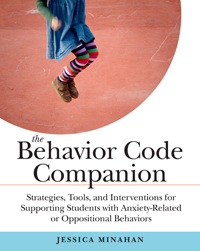 the
Behavior Code
Companion
Strategies, Tools, and Interventions for
Supporting Students with Anxiety-Related
or Oppositional Behaviors
JESSICA MINAHAN